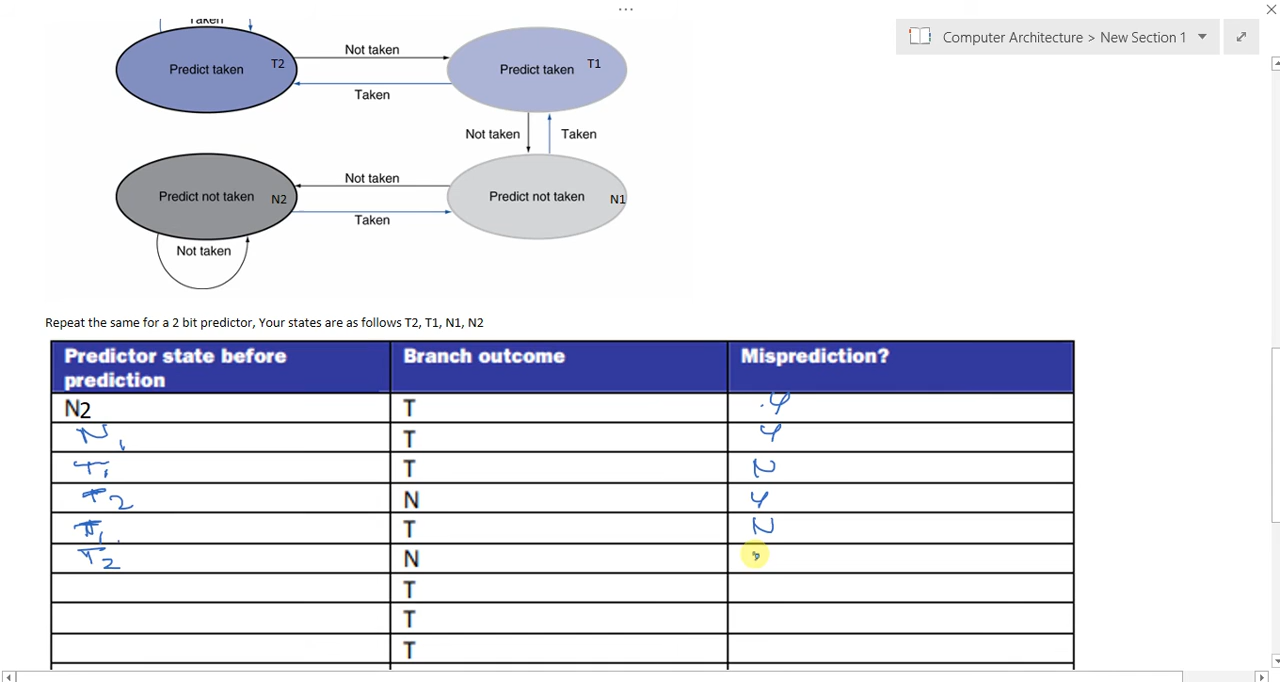 ...
Computer Architecture > New Section 1
Taken
Predict taken T2 Not taken Predict taken T1
Taken
Not taken Taken
Predict not taken N2 Not taken Predict not taken N1
Taken
Not taken
Repeat the same for a 2 bit predictor, Your states are as follows T2, T1, N1, N2
Predictor state before prediction Branch outcome Misprediction?
N2 T Y
N1 T Y
T1 T N
T2 N Y
T1 T N
T2 N
T
T
T